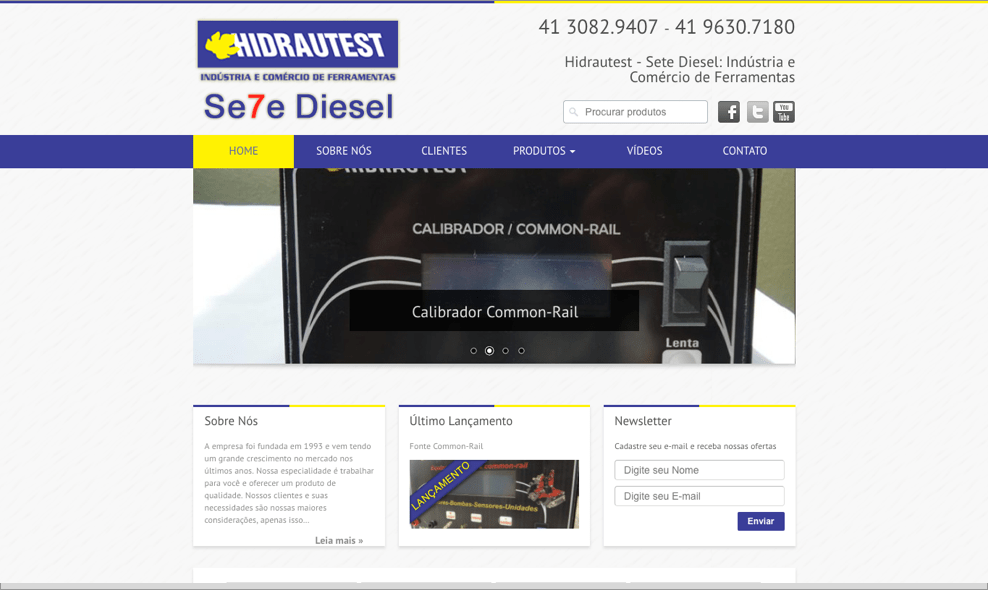 HIDRAUTEST
INDÚSTRIA E COMÉRCIO DE FERRAMENTAS
Se7e Diesel
41 3082.9407 - 41 9630.7180
Hidrautest - Sete Diesel: Indústria e
Comércio de Ferramentas
Procurar produtos
You
Tube
HOME
SOBRE NÓS
CLIENTES
PRODUTOS
VÍDEOS
CONTATO
HIDRAUTEST
CALIBRADOR / COMMON-RAIL
Calibrador Common-Rail
Lenta
Sobre Nós
A empresa foi fundada em 1993 e vem tendo
um grande crescimento no mercado nos
últimos anos. Nossa especialidade é trabalhar
para você e oferecer um produto de
qualidade. Nossos clientes e suas
necessidades são nossas maiores
considerações, apenas isso...
Leia mais »
Último Lançamento
Fonte Common-Rail
common-rail
LANÇAMENTO
-Bombas-Sensores-Unidades
Newsletter
Cadastre seu e-mail e receba nossas ofertas
Digite seu Nome
Digite seu E-mail
Enviar